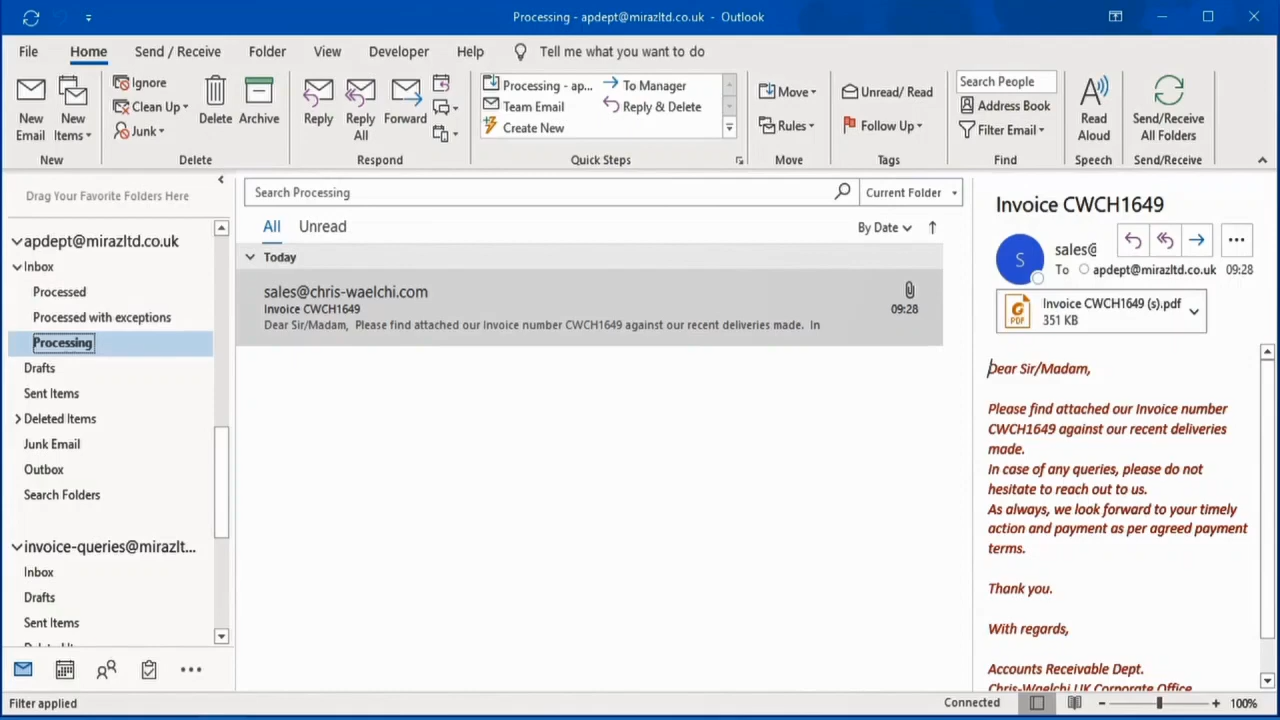 Processing - apdept@mirazltd.co.uk - Outlook
File Home Send / Receive Folder View Developer Help Tell me what you want to do
New Email
New Items
New
Ignore
Clean Up
Junk
Delete
Archive
Delete
Reply
Reply All
Forward
Respond
Processing - ap...
Team Email
Create New
To Manager
Reply & Delete
Quick Steps
Move
Rules
Move
Unread/ Read
Follow Up
Tags
Search People
Address Book
Filter Email
Find
Read Aloud
Speech
Send/Receive All Folders
Send/Receive
Drag Your Favorite Folders Here
apdept@mirazltd.co.uk
Inbox
Processed
Processed with exceptions
Processing
Drafts
Sent Items
Deleted Items
Junk Email
Outbox
Search Folders
invoice-queries@mirazlt...
Inbox
Drafts
Sent Items
Search Processing
Current Folder
All Unread
By Date
Today
sales@chris-waelchi.com
Invoice CWCH1649
09:28
Dear Sir/Madam, Please find attached our Invoice number CWCH1649 against our recent deliveries made. In
Invoice CWCH1649
S
sales@
To apdept@mirazltd.co.uk 09:28
PDF
Invoice CWCH1649 (s).pdf
351 KB
Dear Sir/Madam,
Please find attached our Invoice number
CWCH1649 against our recent deliveries
made.
In case of any queries, please do not
hesitate to reach out to us.
As always, we look forward to your timely
action and payment as per agreed payment
terms.
Thank you.
With regards,
Accounts Receivable Dept.
Chris-Waelchi UK Corporate Office
Filter applied
Connected
100%